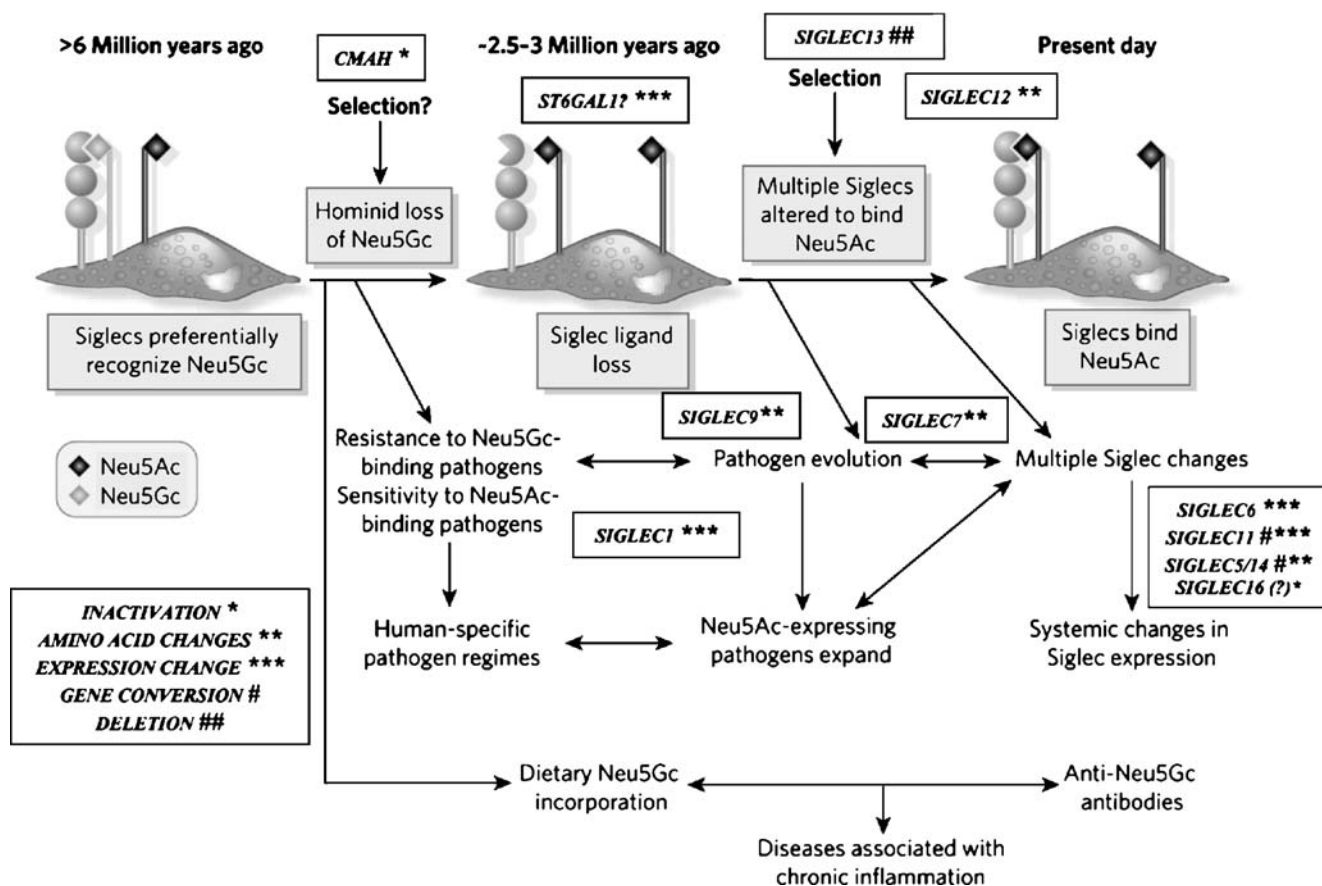 >6 Million years ago
CMAH *
Selection?
~2.5–3 Million years ago
ST6GAL1? ***
SIGLEC13 ##
Selection
Present day
SIGLEC12 **
Hominid loss
of Neu5Gc
Multiple Siglecs
altered to bind
Neu5Ac
Siglecs preferentially
recognize Neu5Gc
Siglec ligand
loss
Siglecs bind
Neu5Ac
Neu5Ac
Neu5Gc
Resistance to Neu5Gc-
binding pathogens
Sensitivity to Neu5Ac-
binding pathogens
SIGLEC9**
Pathogen evolution
SIGLEC7**
Multiple Siglec changes
SIGLEC1 ***
SIGLEC6 ***
SIGLEC11 #***
SIGLEC5/14 #**
SIGLEC16 (?)*
INACTIVATION *
AMINO ACID CHANGES **
EXPRESSION CHANGE ***
GENE CONVERSION #
DELETION ##
Human-specific
pathogen regimes
Neu5Ac-expressing
pathogens expand
Systemic changes in
Siglec expression
Dietary Neu5Gc
incorporation
Anti-Neu5Gc
antibodies
Diseases associated with
chronic inflammation